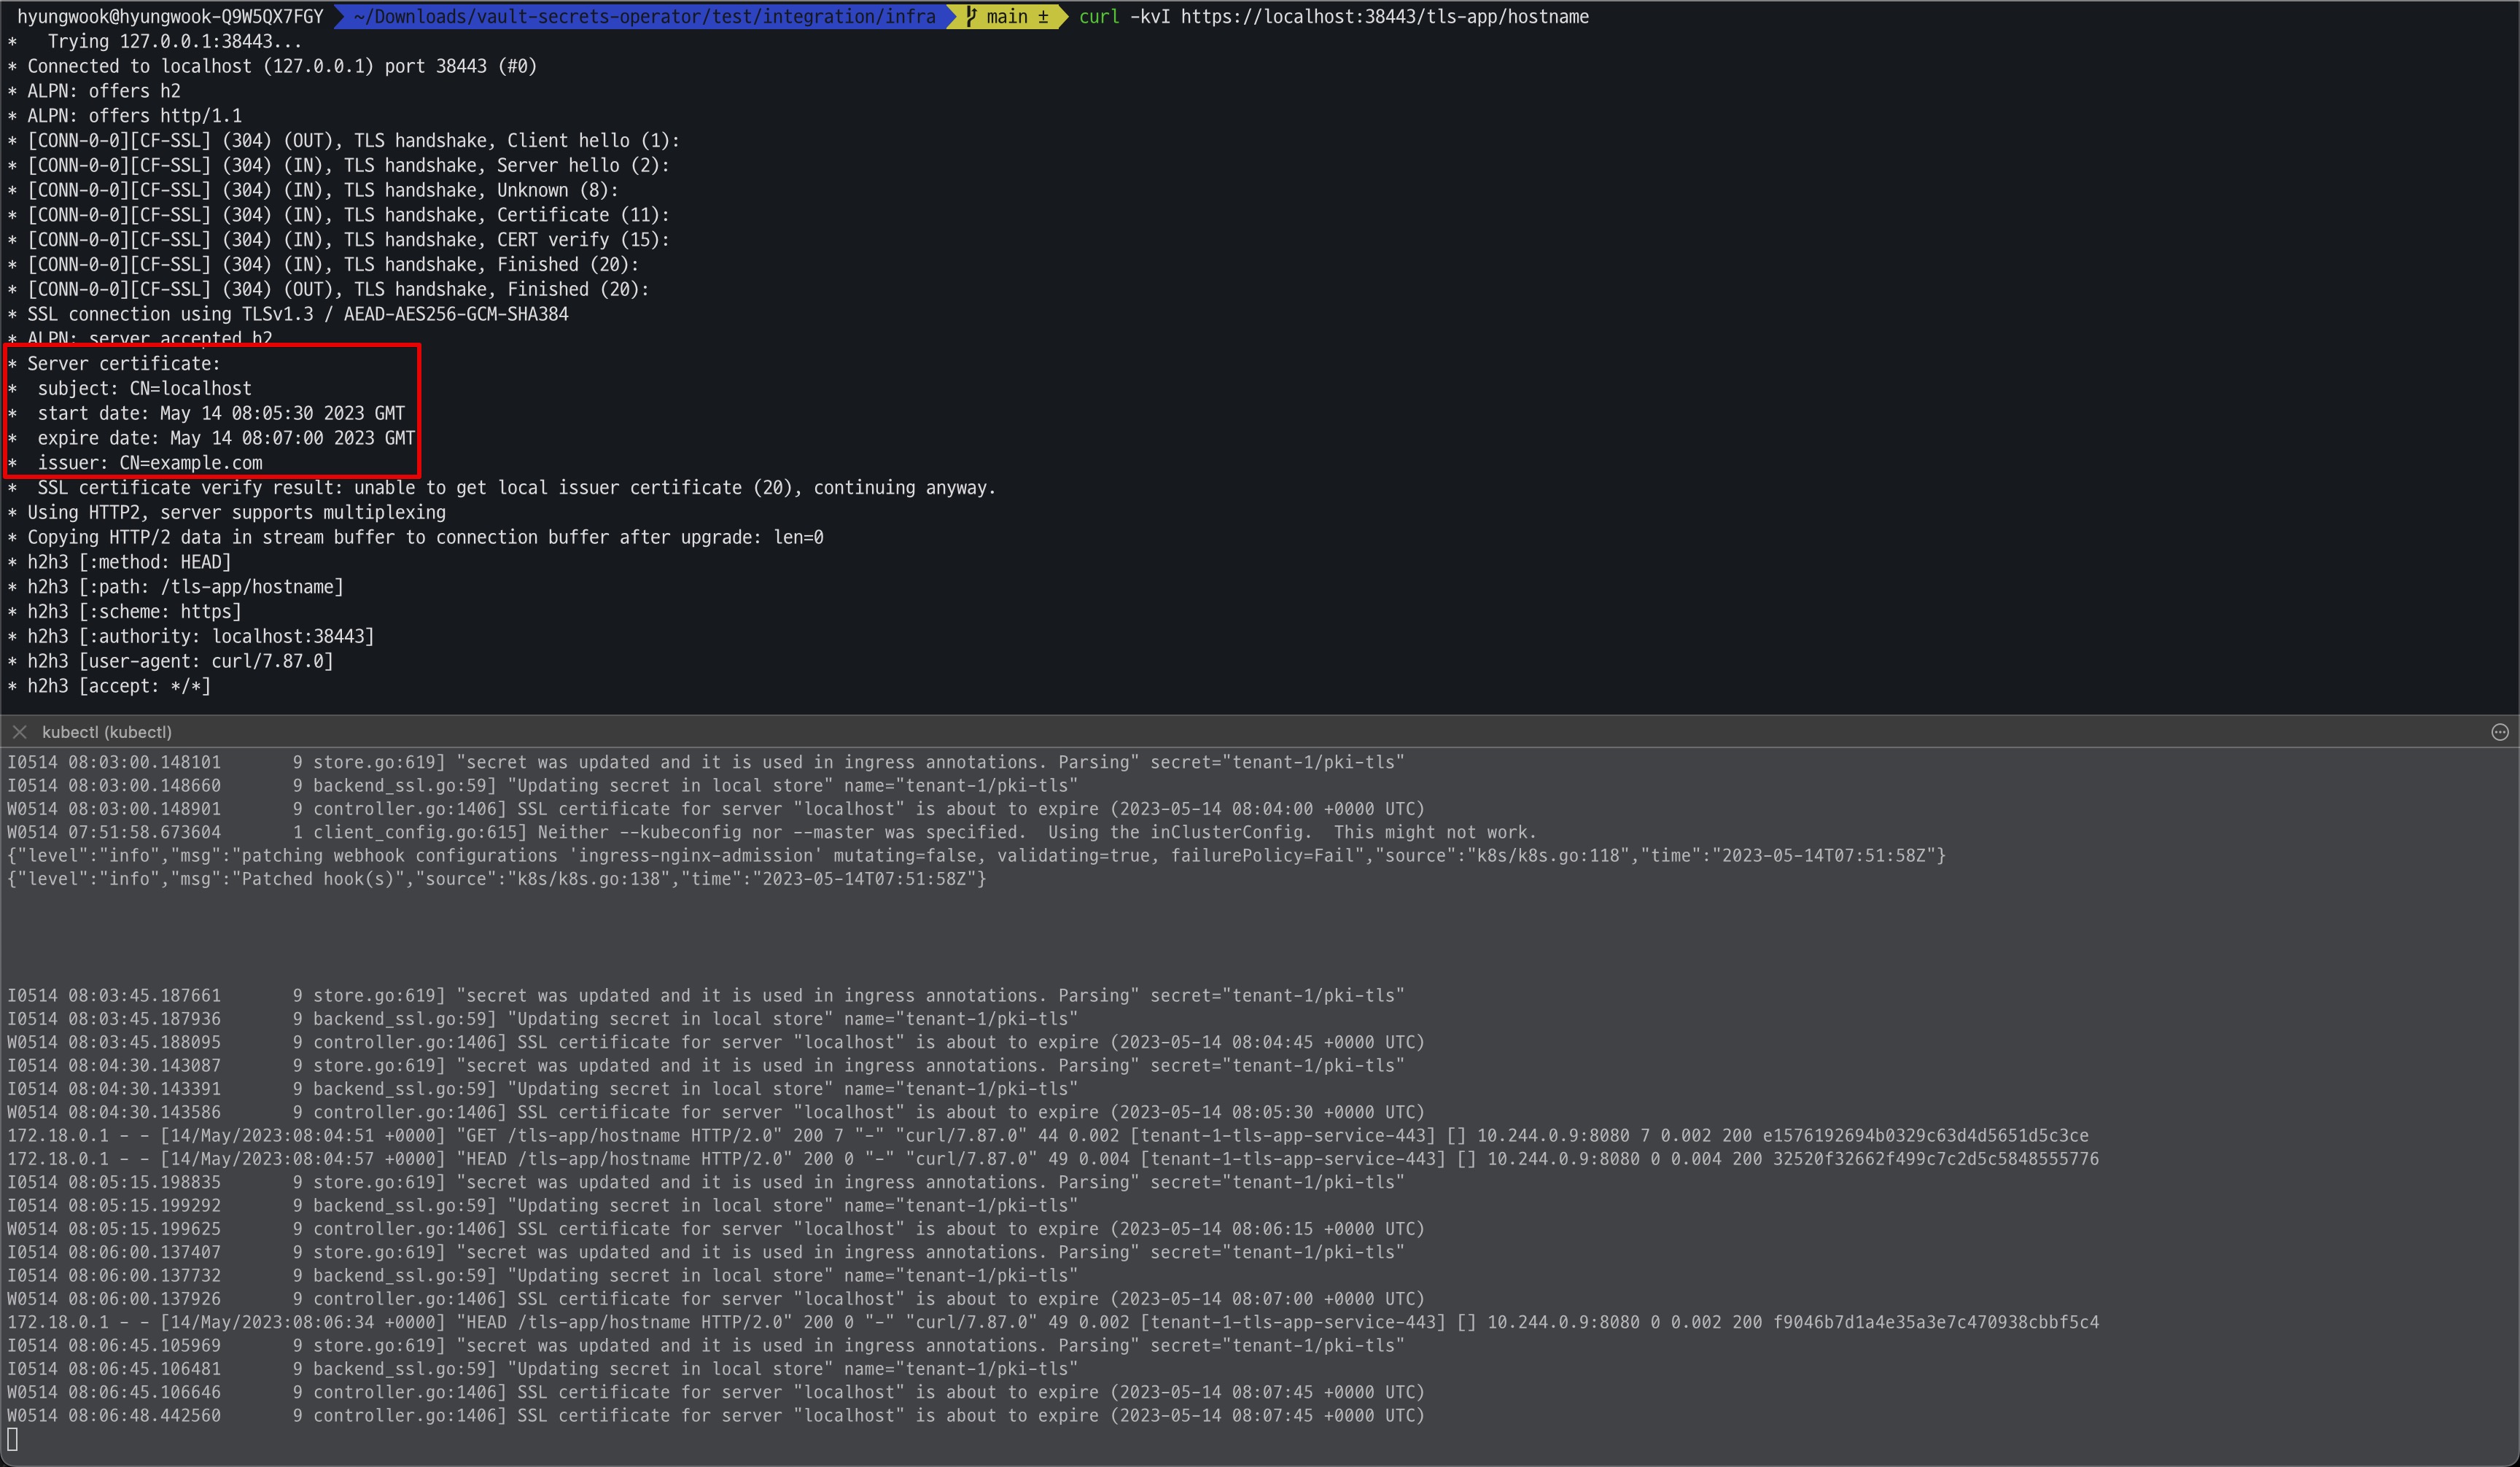 hyungwook@hyungwook-Q9W5QX7FGY ~/Downloads/vault-secrets-operator/test/integration/infra main ± curl -kvI https://localhost:38443/tls-app/hostname
*   Trying 127.0.0.1:38443...
* Connected to localhost (127.0.0.1) port 38443 (#0)
* ALPN: offers h2
* ALPN: offers http/1.1
* [CONN-0-0][CF-SSL] (304) (OUT), TLS handshake, Client hello (1):
* [CONN-0-0][CF-SSL] (304) (IN), TLS handshake, Server hello (2):
* [CONN-0-0][CF-SSL] (304) (IN), TLS handshake, Unknown (8):
* [CONN-0-0][CF-SSL] (304) (IN), TLS handshake, Certificate (11):
* [CONN-0-0][CF-SSL] (304) (IN), TLS handshake, CERT verify (15):
* [CONN-0-0][CF-SSL] (304) (IN), TLS handshake, Finished (20):
* [CONN-0-0][CF-SSL] (304) (OUT), TLS handshake, Finished (20):
* SSL connection using TLSv1.3 / AEAD-AES256-GCM-SHA384
* ALPN: server accepted h2
* Server certificate:
*  subject: CN=localhost
*  start date: May 14 08:05:30 2023 GMT
*  expire date: May 14 08:07:00 2023 GMT
*  issuer: CN=example.com
*  SSL certificate verify result: unable to get local issuer certificate (20), continuing anyway.
* Using HTTP2, server supports multiplexing
* Copying HTTP/2 data in stream buffer to connection buffer after upgrade: len=0
* h2h3 [:method: HEAD]
* h2h3 [:path: /tls-app/hostname]
* h2h3 [:scheme: https]
* h2h3 [:authority: localhost:38443]
* h2h3 [user-agent: curl/7.87.0]
* h2h3 [accept: */*]
kubectl (kubectl)
I0514 08:03:00.148101       9 store.go:619] "secret was updated and it is used in ingress annotations. Parsing" secret="tenant-1/pki-tls"
I0514 08:03:00.148660       9 backend_ssl.go:59] "Updating secret in local store" name="tenant-1/pki-tls"
W0514 08:03:00.148901       9 controller.go:1406] SSL certificate for server "localhost" is about to expire (2023-05-14 08:04:00 +0000 UTC)
W0514 07:51:58.673604       1 client_config.go:615] Neither --kubeconfig nor --master was specified.  Using the inClusterConfig.  This might not work.
{"level":"info","msg":"patching webhook configurations 'ingress-nginx-admission' mutating=false, validating=true, failurePolicy=Fail","source":"k8s/k8s.go:118","time":"2023-05-14T07:51:58Z"}
{"level":"info","msg":"Patched hook(s)","source":"k8s/k8s.go:138","time":"2023-05-14T07:51:58Z"}
I0514 08:03:45.187661       9 store.go:619] "secret was updated and it is used in ingress annotations. Parsing" secret="tenant-1/pki-tls"
I0514 08:03:45.187936       9 backend_ssl.go:59] "Updating secret in local store" name="tenant-1/pki-tls"
W0514 08:03:45.188095       9 controller.go:1406] SSL certificate for server "localhost" is about to expire (2023-05-14 08:04:45 +0000 UTC)
I0514 08:04:30.143087       9 store.go:619] "secret was updated and it is used in ingress annotations. Parsing" secret="tenant-1/pki-tls"
I0514 08:04:30.143391       9 backend_ssl.go:59] "Updating secret in local store" name="tenant-1/pki-tls"
W0514 08:04:30.143586       9 controller.go:1406] SSL certificate for server "localhost" is about to expire (2023-05-14 08:05:30 +0000 UTC)
172.18.0.1 - - [14/May/2023:08:04:51 +0000] "GET /tls-app/hostname HTTP/2.0" 200 7 "-" "curl/7.87.0" 44 0.002 [tenant-1-tls-app-service-443] [] 10.244.0.9:8080 7 0.002 200 e1576192694b0329c63d4d5651d5c3ce
172.18.0.1 - - [14/May/2023:08:04:57 +0000] "HEAD /tls-app/hostname HTTP/2.0" 200 0 "-" "curl/7.87.0" 49 0.004 [tenant-1-tls-app-service-443] [] 10.244.0.9:8080 0 0.004 200 32520f32662f499c7c2d5c5848555776
I0514 08:05:15.198835       9 store.go:619] "secret was updated and it is used in ingress annotations. Parsing" secret="tenant-1/pki-tls"
I0514 08:05:15.199292       9 backend_ssl.go:59] "Updating secret in local store" name="tenant-1/pki-tls"
W0514 08:05:15.199625       9 controller.go:1406] SSL certificate for server "localhost" is about to expire (2023-05-14 08:06:15 +0000 UTC)
I0514 08:06:00.137407       9 store.go:619] "secret was updated and it is used in ingress annotations. Parsing" secret="tenant-1/pki-tls"
I0514 08:06:00.137732       9 backend_ssl.go:59] "Updating secret in local store" name="tenant-1/pki-tls"
W0514 08:06:00.137926       9 controller.go:1406] SSL certificate for server "localhost" is about to expire (2023-05-14 08:07:00 +0000 UTC)
172.18.0.1 - - [14/May/2023:08:06:34 +0000] "HEAD /tls-app/hostname HTTP/2.0" 200 0 "-" "curl/7.87.0" 49 0.002 [tenant-1-tls-app-service-443] [] 10.244.0.9:8080 0 0.002 200 f9046b7d1a4e35a3e7c470938cbbf5c4
I0514 08:06:45.105969       9 store.go:619] "secret was updated and it is used in ingress annotations. Parsing" secret="tenant-1/pki-tls"
I0514 08:06:45.106481       9 backend_ssl.go:59] "Updating secret in local store" name="tenant-1/pki-tls"
W0514 08:06:45.106646       9 controller.go:1406] SSL certificate for server "localhost" is about to expire (2023-05-14 08:07:45 +0000 UTC)
W0514 08:06:48.442560       9 controller.go:1406] SSL certificate for server "localhost" is about to expire (2023-05-14 08:07:45 +0000 UTC)